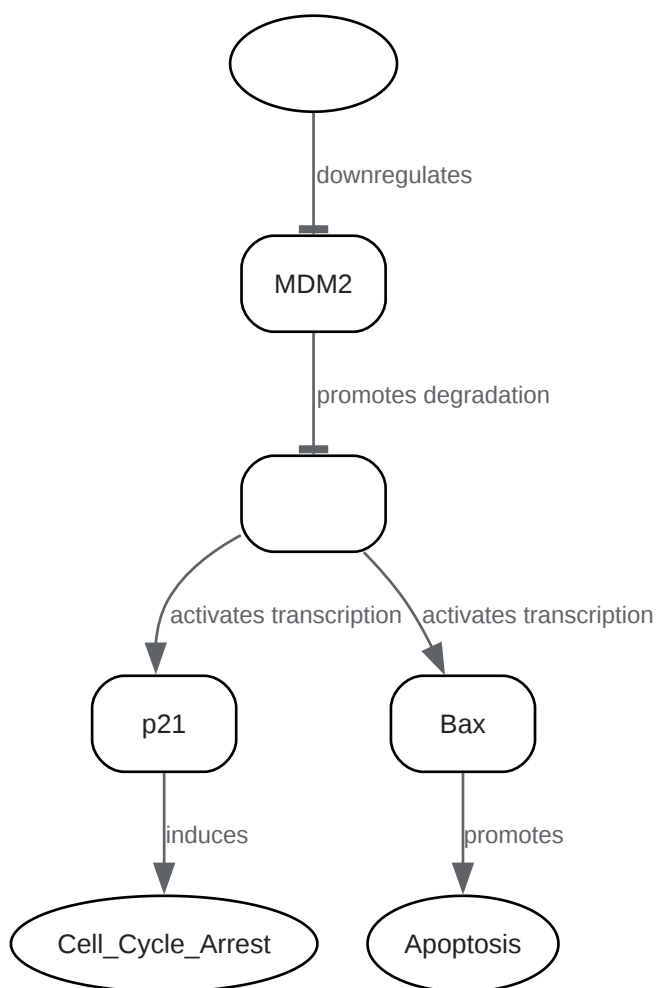 downregulates
MDM2
promotes degradation
activates transcription
activates transcription
p21
Bax
induces
promotes
Cell_Cycle_Arrest
Apoptosis